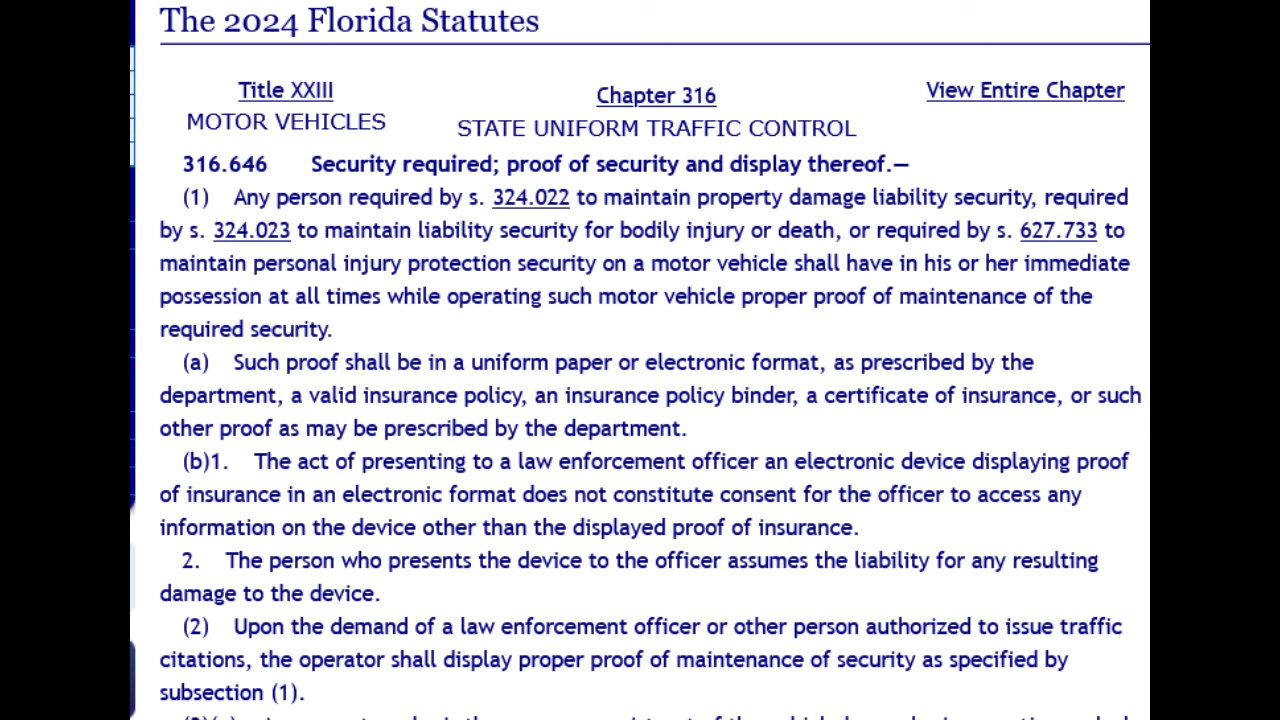 The 2024 Florida Statutes
Title XXIII
Chapter 316
View Entire Chapter
MOTOR VEHICLES
STATE UNIFORM TRAFFIC CONTROL
316.646 Security required; proof of security and display thereof.—
(1) Any person required by s. 324.022 to maintain property damage liability security, required
by s. 324.023 to maintain liability security for bodily injury or death, or required by s. 627.733 to
maintain personal injury protection security on a motor vehicle shall have in his or her immediate
possession at all times while operating such motor vehicle proper proof of maintenance of the
required security.
(a) Such proof shall be in a uniform paper or electronic format, as prescribed by the
department, a valid insurance policy, an insurance policy binder, a certificate of insurance, or such
other proof as may be prescribed by the department.
(b)1. The act of presenting to a law enforcement officer an electronic device displaying proof
of insurance in an electronic format does not constitute consent for the officer to access any
information on the device other than the displayed proof of insurance.
2. The person who presents the device to the officer assumes the liability for any resulting
damage to the device.
(2) Upon the demand of a law enforcement officer or other person authorized to issue traffic
citations, the operator shall display proper proof of maintenance of security as specified by
subsection (1).